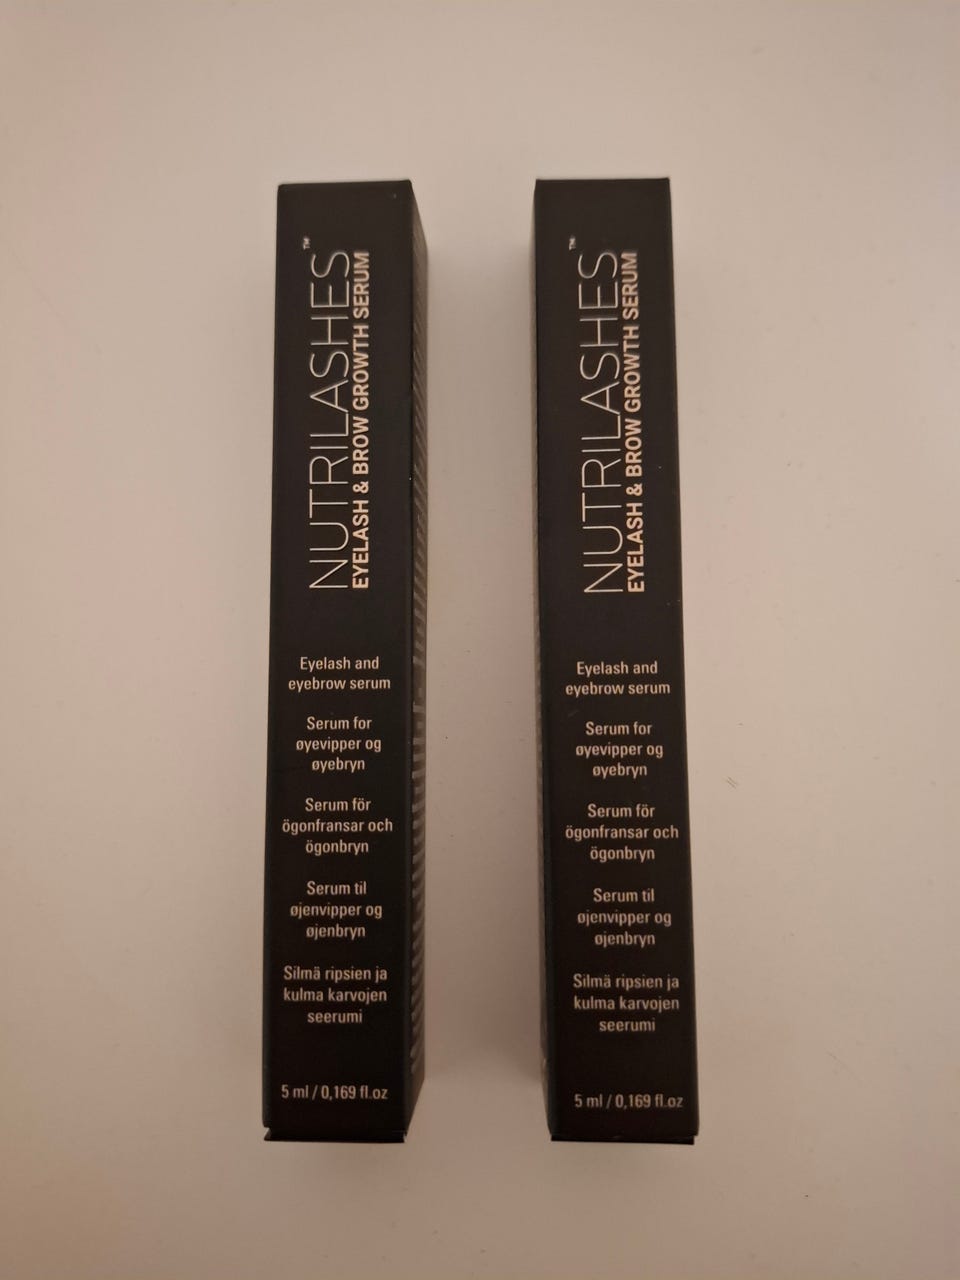 NUTRILASHES™
EYELASH & BROW GROWTH SERUM
Eyelash and
eyebrow serum
Serum for
øyevipper og
øyebryn
Serum för
ögonfransar och
ögonbryn
Serum til
øjenvipper og
øjenbryn
Silmä ripsien ja
kulma karvojen
seerumi
5 ml / 0,169 fl.oz
NUTRILASHES™
EYELASH & BROW GROWTH SERUM
Eyelash and
eyebrow serum
Serum for
øyevipper og
øyebryn
Serum för
ögonfransar och
ögonbryn
Serum til
øjenvipper og
øjenbryn
Silmä ripsien ja
kulma karvojen
seerumi
5 ml / 0,169 fl.oz